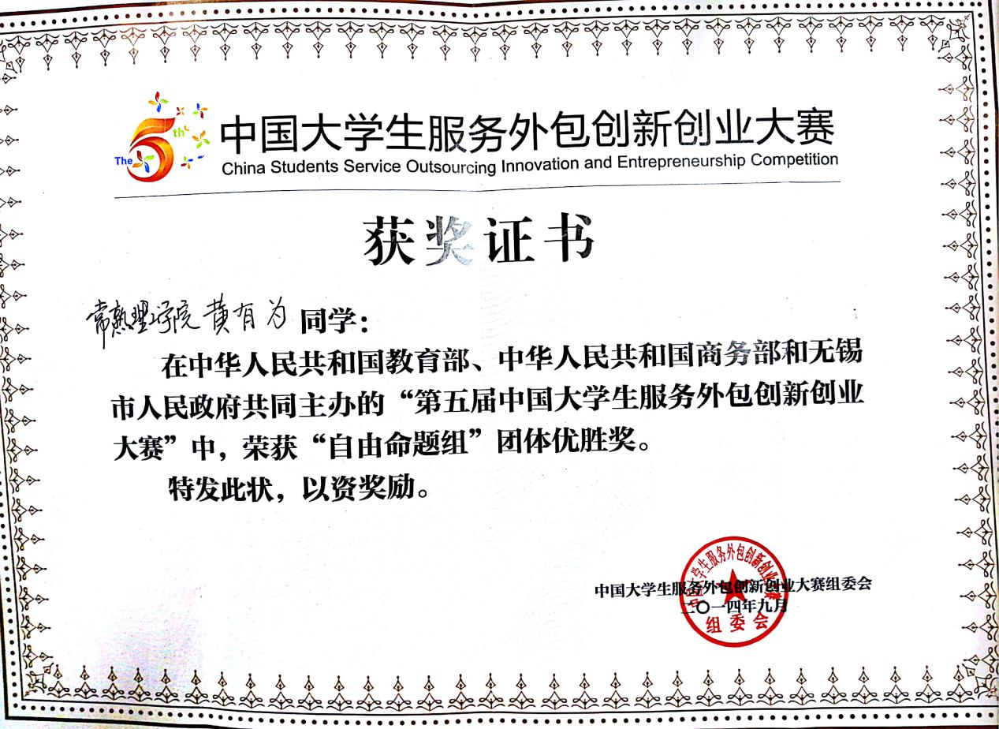 The 5th
中国大学生服务外包创新创业大赛
China Students Service Outsourcing Innovation and Entrepreneurship Competition
获奖证书
常熟理工学院 黄有为 同学:
在中华人民共和国教育部、中华人民共和国商务部和无锡
市人民政府共同主办的“第五届中国大学生服务外包创新创业
大赛”中,荣获“自由命题组”团体优胜奖。
特发此状,以资奖励。
中国大学生服务外包创新创业大赛组委会
二〇一四年九月
中国大学生服务外包创新创业大赛
组委会